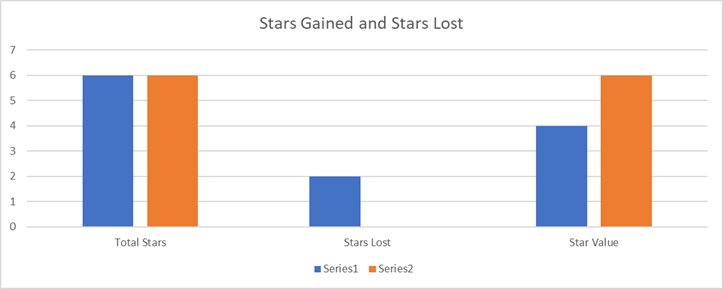 Stars Gained and Stars Lost
7
6
5
4
3
2
1
0
Total Stars
Stars Lost
Star Value
Series1
Series2